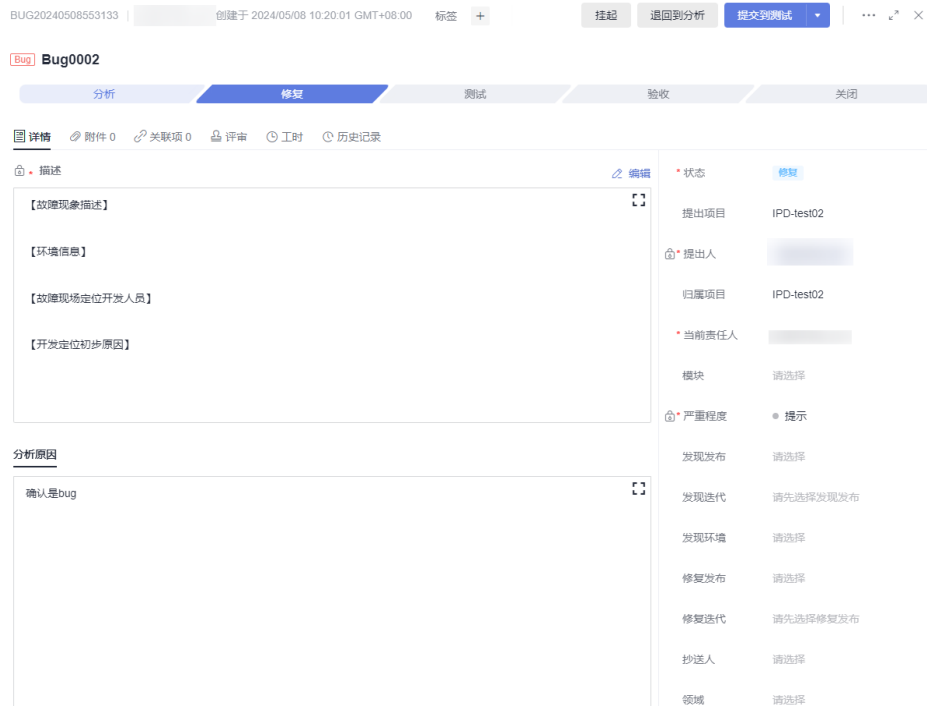 BUG20240508553133 | 创建于 2024/05/08 10:20:01 GMT+08:00 标签 + 挂起 退回到分析 提交到测试
Bug Bug0002
分析 修复 测试 验收 关闭
详情 附件 0 关联项 0 评审 工时 历史记录
* 描述 编辑
【故障现象描述】
【环境信息】
【故障现场定位开发人员】
【开发定位初步原因】
分析原因
确认是bug
* 状态 修复
提出项目 IPD-test02
* 提出人
归属项目 IPD-test02
* 当前责任人
模块 请选择
* 严重程度 提示
发现发布 请选择
发现迭代 请先选择发现发布
发现环境 请选择
修复发布 请选择
修复迭代 请先选择修复发布
抄送人 请选择
领域 请选择